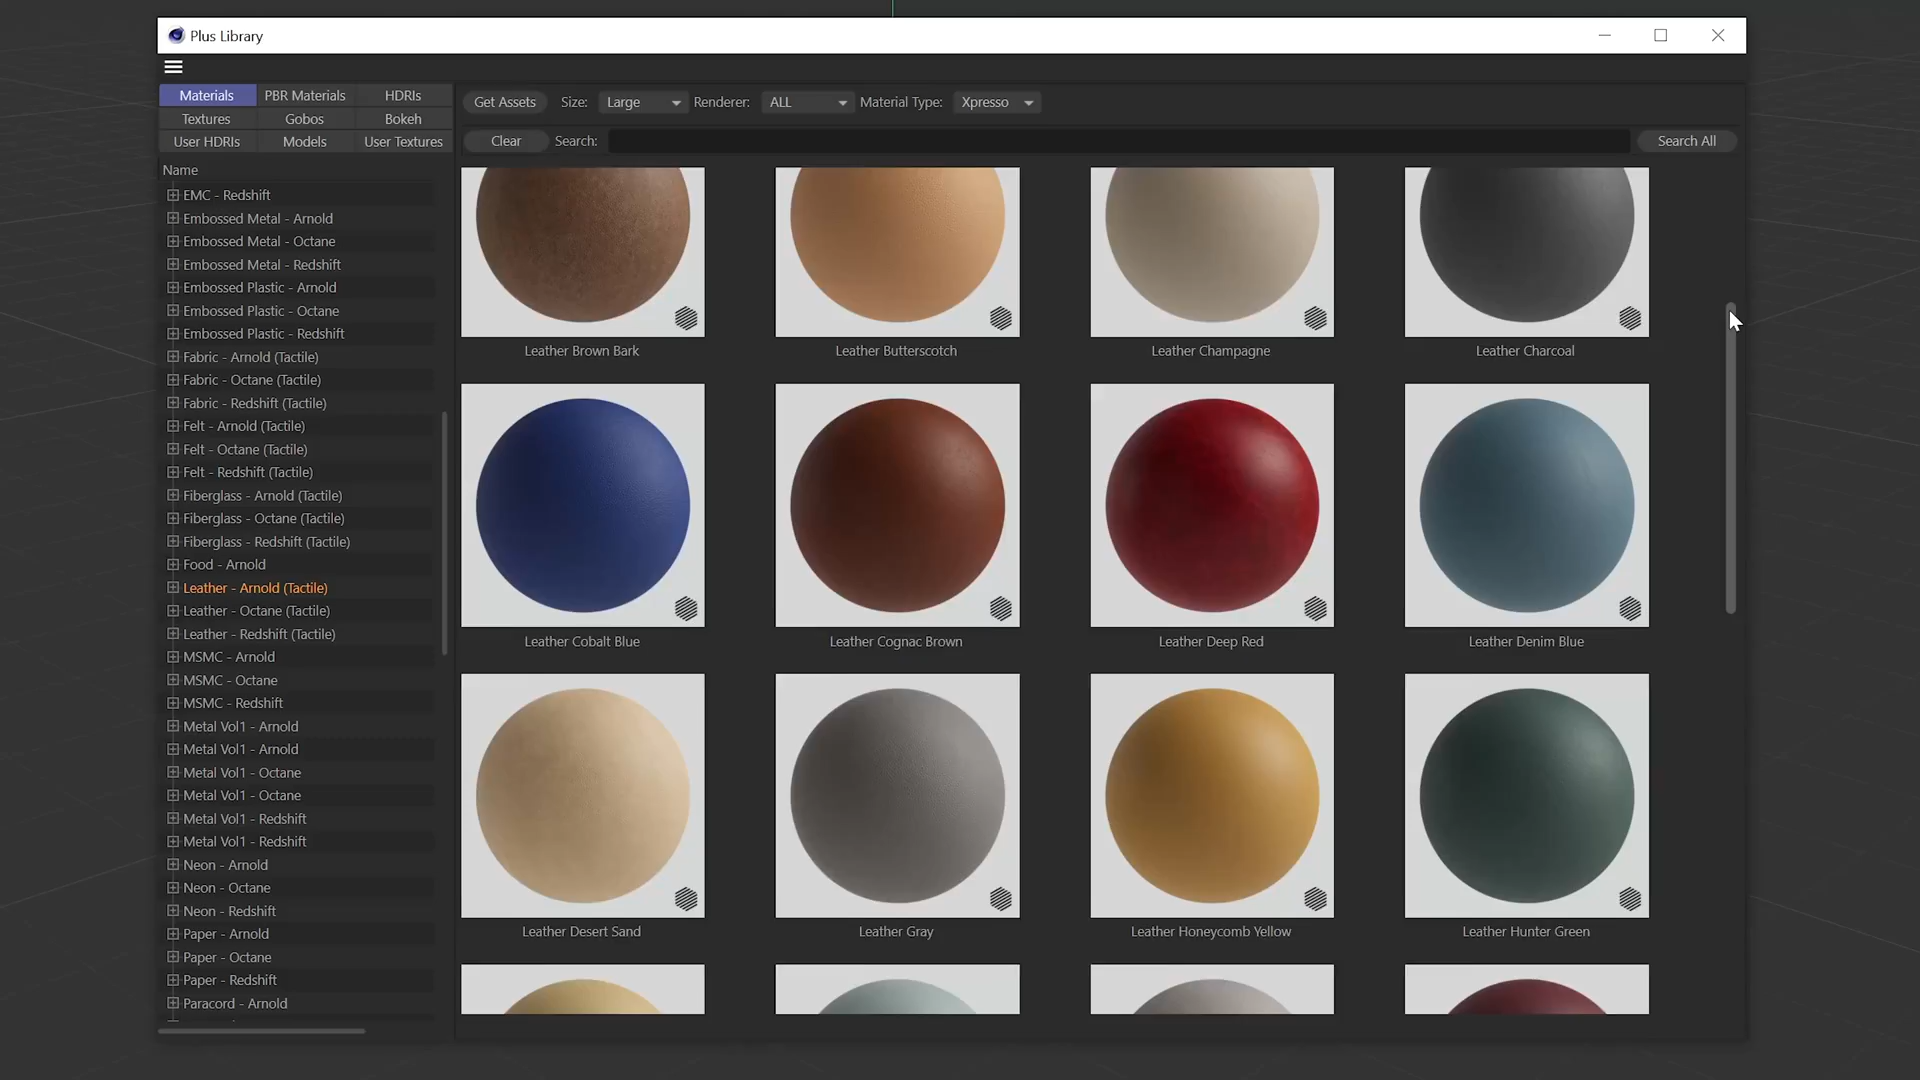 Plus Library
Materials PBR Materials HDRIs
Textures Gobos Bokeh
User HDRIs Models User Textures
Get Assets Size: Large Renderer: ALL Material Type: Xpresso
Clear Search: Search All
Name
EMC - Redshift
Embossed Metal - Arnold
Embossed Metal - Octane
Embossed Metal - Redshift
Embossed Plastic - Arnold
Embossed Plastic - Octane
Embossed Plastic - Redshift
Fabric - Arnold (Tactile)
Fabric - Octane (Tactile)
Fabric - Redshift (Tactile)
Felt - Arnold (Tactile)
Felt - Octane (Tactile)
Felt - Redshift (Tactile)
Fiberglass - Arnold (Tactile)
Fiberglass - Octane (Tactile)
Fiberglass - Redshift (Tactile)
Food - Arnold
Leather - Arnold (Tactile)
Leather - Octane (Tactile)
Leather - Redshift (Tactile)
MSMC - Arnold
MSMC - Octane
MSMC - Redshift
Metal Vol1 - Arnold
Metal Vol1 - Arnold
Metal Vol1 - Octane
Metal Vol1 - Octane
Metal Vol1 - Redshift
Metal Vol1 - Redshift
Neon - Arnold
Neon - Octane
Neon - Redshift
Paper - Arnold
Paper - Octane
Paper - Redshift
Paracord - Arnold
Leather Brown Bark Leather Butterscotch Leather Champagne Leather Charcoal
Leather Cobalt Blue Leather Cognac Brown Leather Deep Red Leather Denim Blue
Leather Desert Sand Leather Gray Leather Honeycomb Yellow Leather Hunter Green